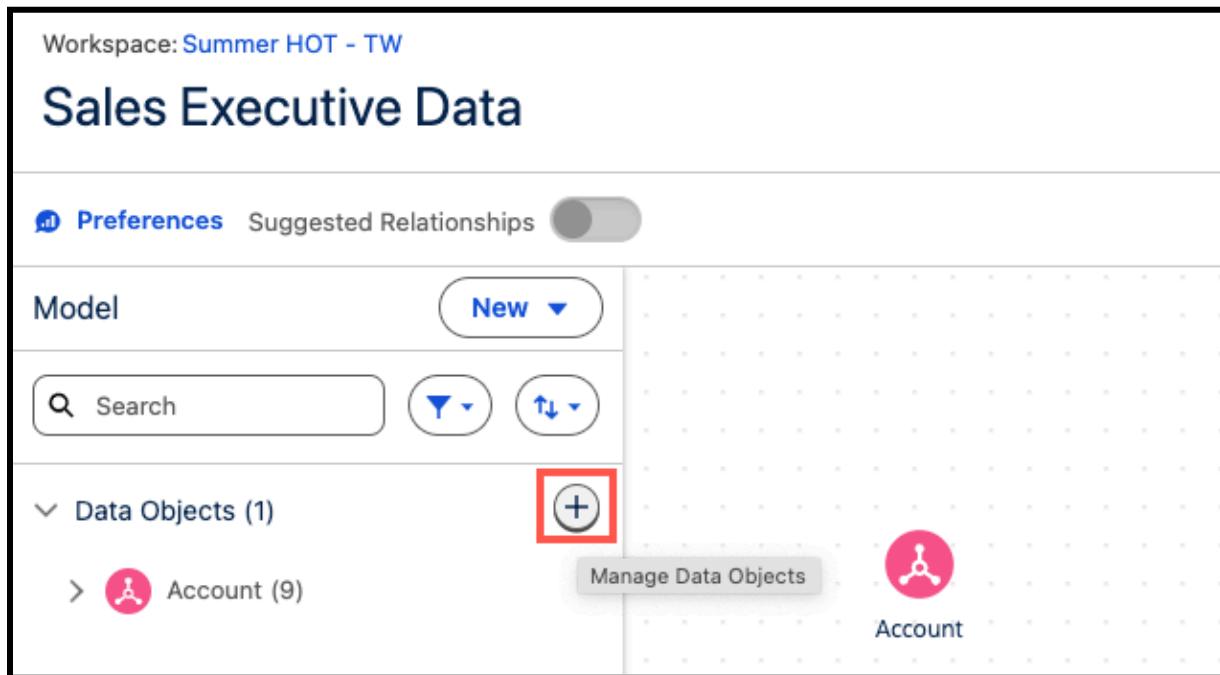 Workspace: Summer HOT - TW
Sales Executive Data
Preferences Suggested Relationships
Model New
Search
Data Objects (1)
Manage Data Objects
Account (9)
Account